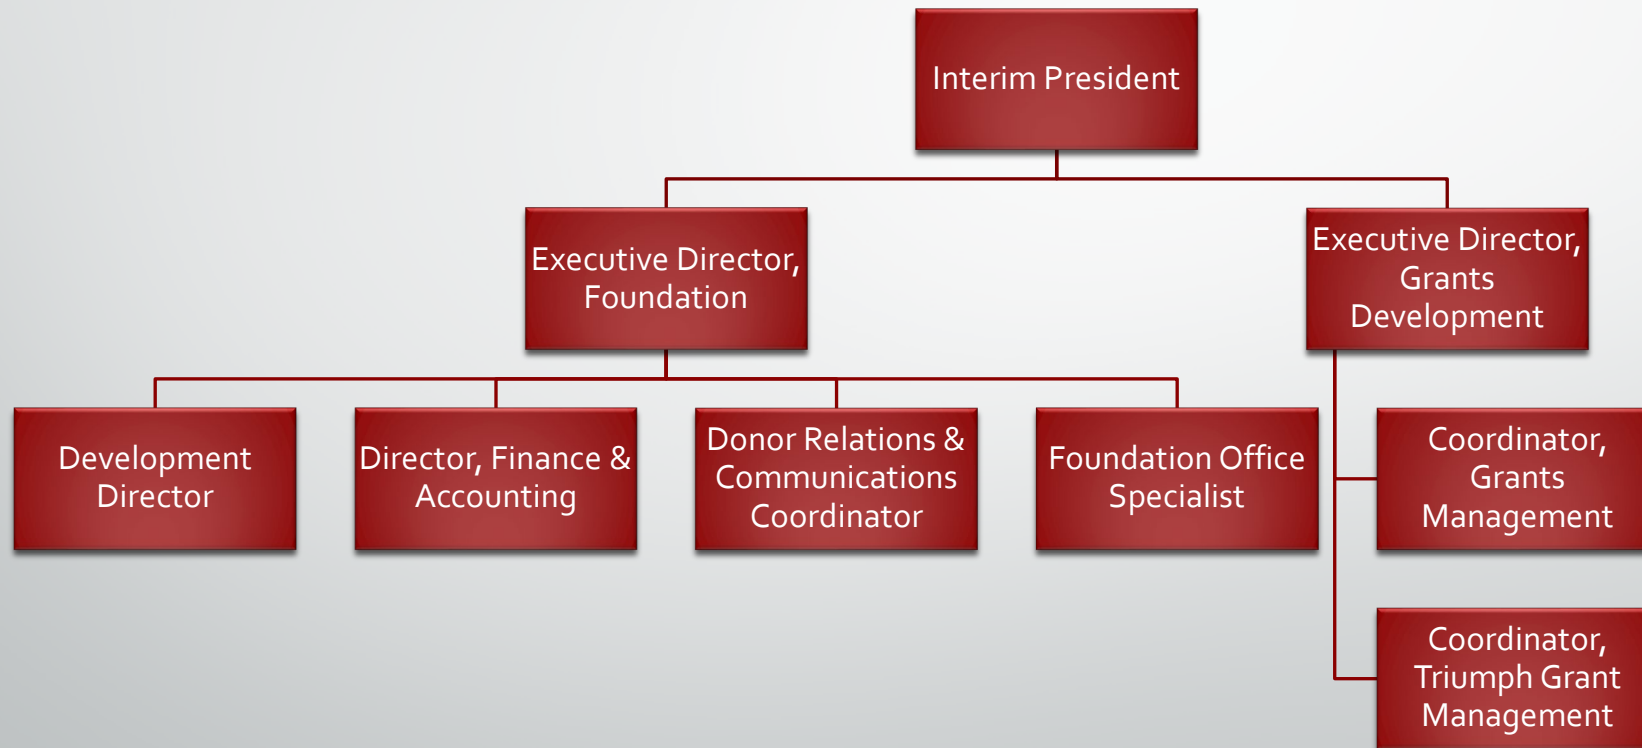 Interim President
Executive Director,
Foundation
Executive Director,
Grants
Development
Development
Director
Director, Finance &
Accounting
Donor Relations &
Communications
Coordinator
Foundation Office
Specialist
Coordinator,
Grants
Management
Coordinator,
Triumph Grant
Management